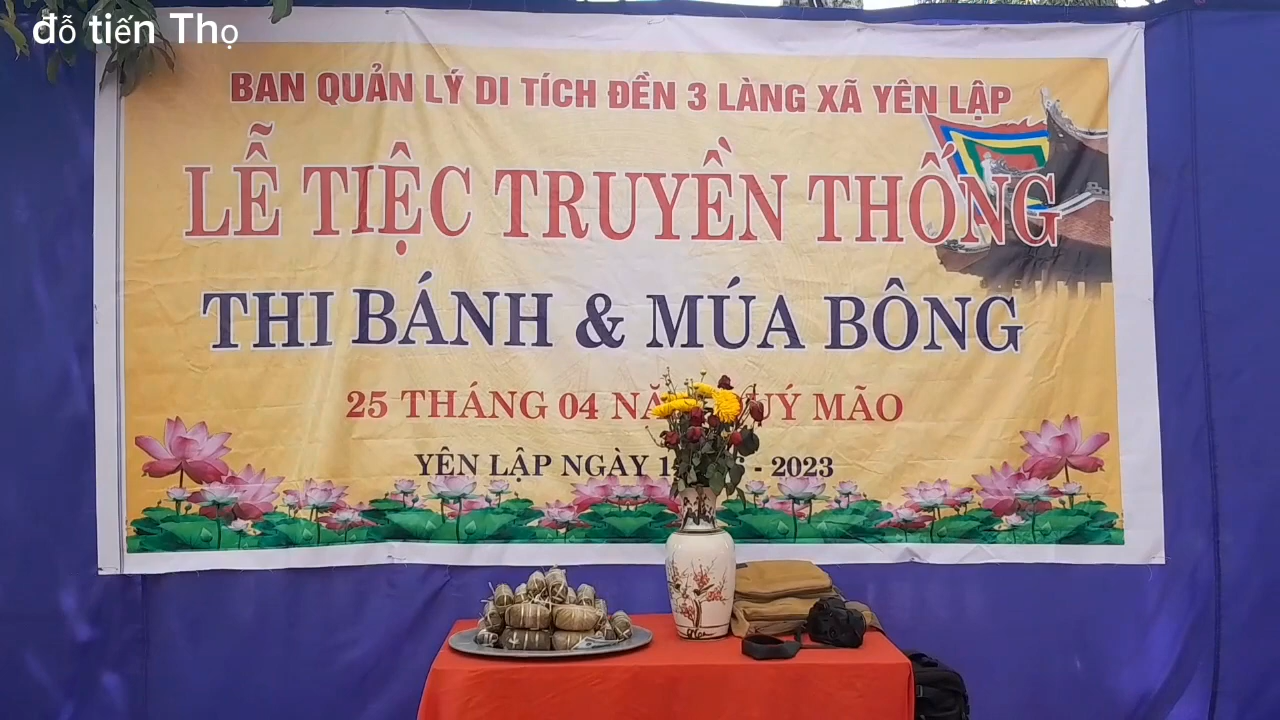 đỗ tiến Thọ
BAN QUẢN LÝ DI TÍCH ĐỀN 3 LÀNG XÃ YÊN LẬP
LỄ TIỆC TRUYỀN THỐNG
THI BÁNH & MÚA BÔNG
25 THÁNG 04 MÃO
YÊN LẬP NGÀY - 2023